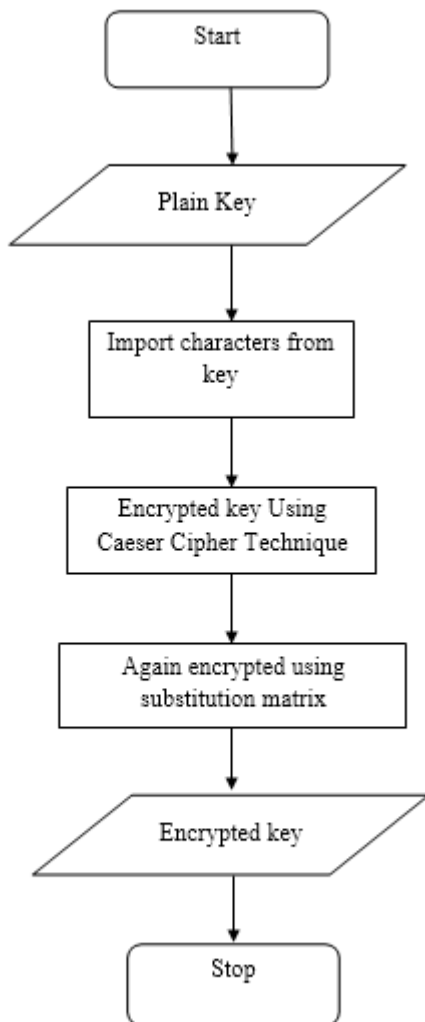 Start
Plain Key
Import characters from
key
Encrypted key Using
Caeser Cipher Technique
Again encrypted using
substitution matrix
Encrypted key
Stop